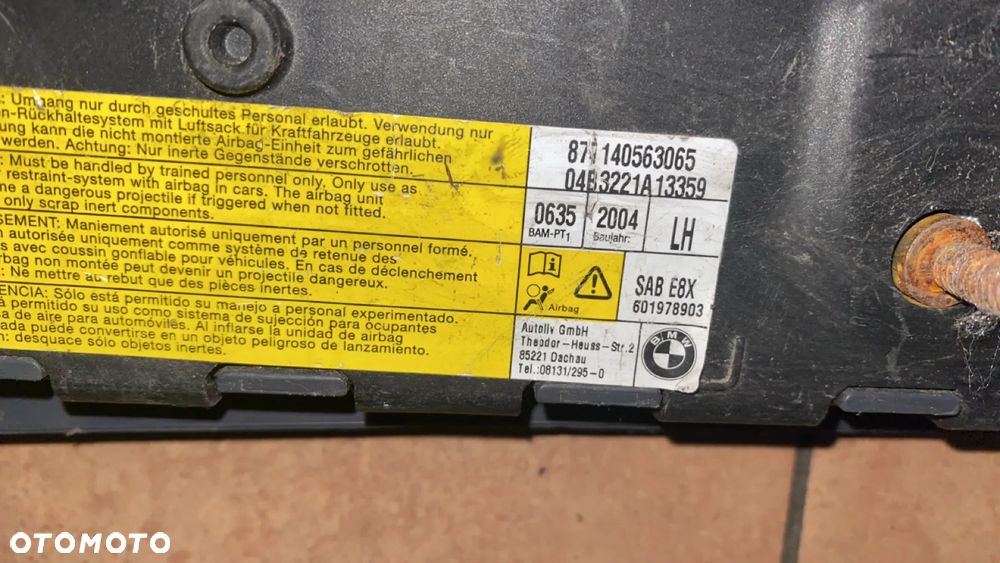 : Umgang nur durch geschultes Personal erlaubt. Verwendung nur
n-Rückhaltesystem mit Luftsack für Kraftfahrzeuge erlaubt.
ung kann die nicht montierte Airbag-Einheit zum gefährlichen
werden. Achtung: Nur inerte Gegenstände verschrotten.
: Must be handled by trained personnel only. Only use as
restraint-system with airbag in cars. The airbag unit
me a dangerous projectile if triggered when not fitted.
only scrap inert components.
SEMENT: Maniement autorisé uniquement par un personnel formé.
n autorisée uniquement comme système de retenue des
s avec coussin gonflable pour véhicules. En cas de déclenchement
irbag non montée peut devenir un projectile dangereux.
: Ne mettre au rebut que des pièces inertes.
ENCIA: Sólo está permitido su manejo a personal experimentado.
á permitido su uso como sistema de sujección para ocupantes
sa de aire para automóviles. Al inflarse la unidad de airbag
ada puede convertirse en un objeto peligroso de lanzamiento.
n: desguace sólo objetos inertes.
140563065
04B3221A13359
0635
BAM-PT1
2004
Baujahr:
LH
Airbag
SAB E8X
601978903
Autoliv GmbH
Theodor-Heuss-Str.2
85221 Dachau
Tel.:08131/295-0
BMW
OTOMOTO